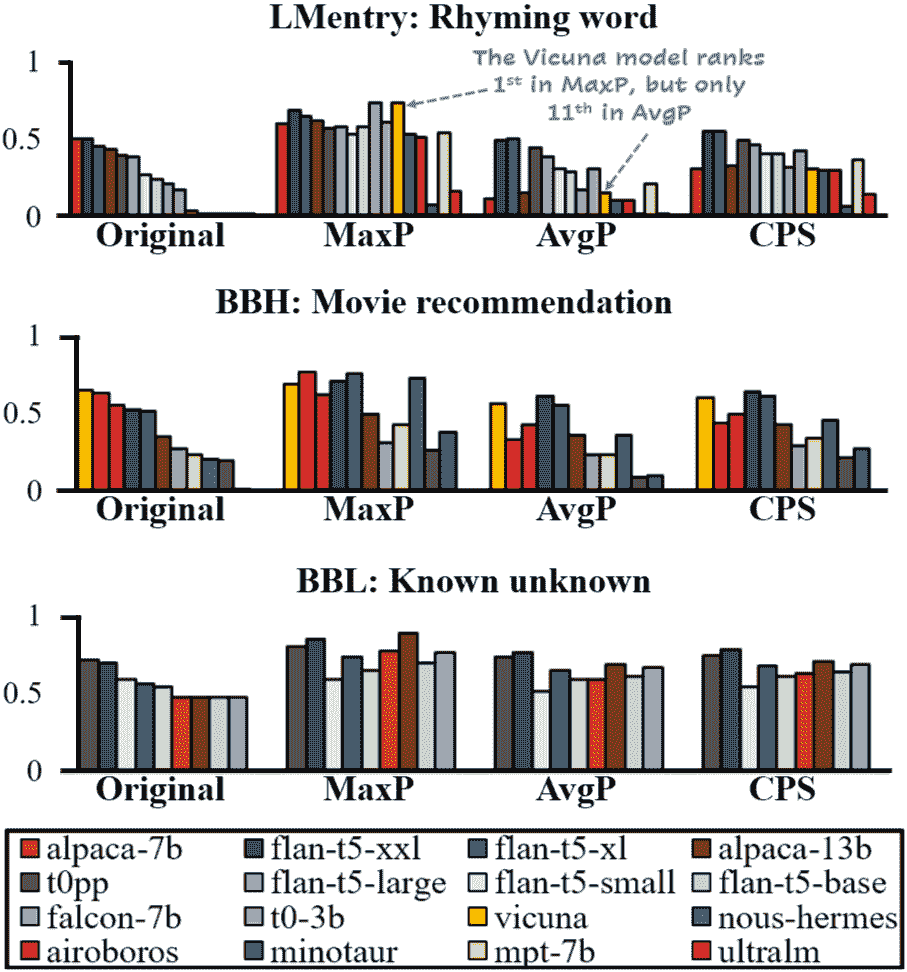 LMentry: Rhyming word
1
The Vicuna model ranks
1st in MaxP, but only
11th in AvgP
0.5
0
Original MaxP AvgP CPS
BBH: Movie recommendation
1
0.5
0
Original MaxP AvgP CPS
BBL: Known unknown
1
0.5
0
Original MaxP AvgP CPS
alpaca-7b flan-t5-xxl flan-t5-xl alpaca-13b
t0pp flan-t5-large flan-t5-small flan-t5-base
falcon-7b t0-3b vicuna nous-hermes
airoboros minotaur mpt-7b ultralm